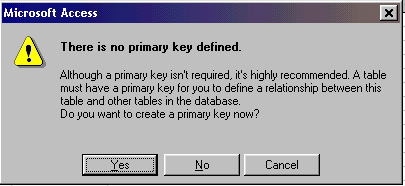 Microsoft Access
There is no primary key defined.
Although a primary key isn't required, it's highly recommended. A table
must have a primary key for you to define a relationship between this
table and other tables in the database.
Do you want to create a primary key now?
Yes
No
Cancel